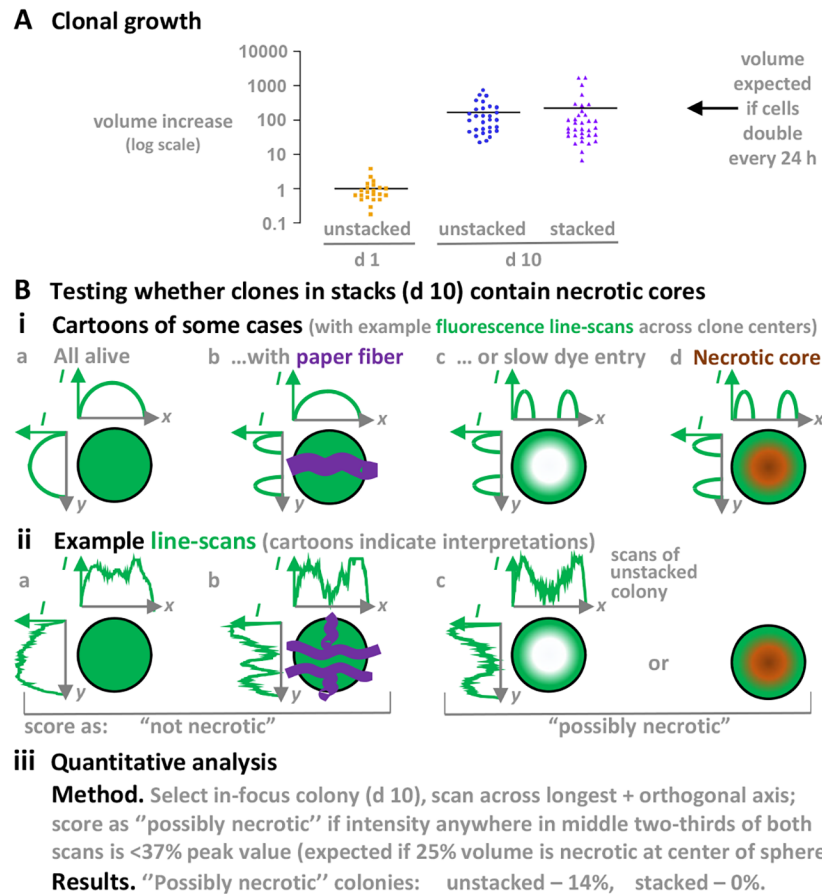 A Clonal growth
10000
1000
100
10
1
0.1
volume increase
(log scale)
volume
expected
if cells
double
every 24 h
unstacked unstacked stacked
d 1 d 10
B Testing whether clones in stacks (d 10) contain necrotic cores
i Cartoons of some cases (with example fluorescence line-scans across clone centers)
a All alive b ...with paper fiber c ... or slow dye entry d Necrotic core
I I I I
x x x x
I I I I
y y y y
ii Example line-scans (cartoons indicate interpretations)
a b c
I I I
x x x
scans of
unstacked
colony
I I I
or
y y y
score as: "not necrotic" "possibly necrotic"
iii Quantitative analysis
Method. Select in-focus colony (d 10), scan across longest + orthogonal axis;
score as "possibly necrotic" if intensity anywhere in middle two-thirds of both
scans is <37% peak value (expected if 25% volume is necrotic at center of sphere
Results. "Possibly necrotic" colonies: unstacked – 14%, stacked – 0%.